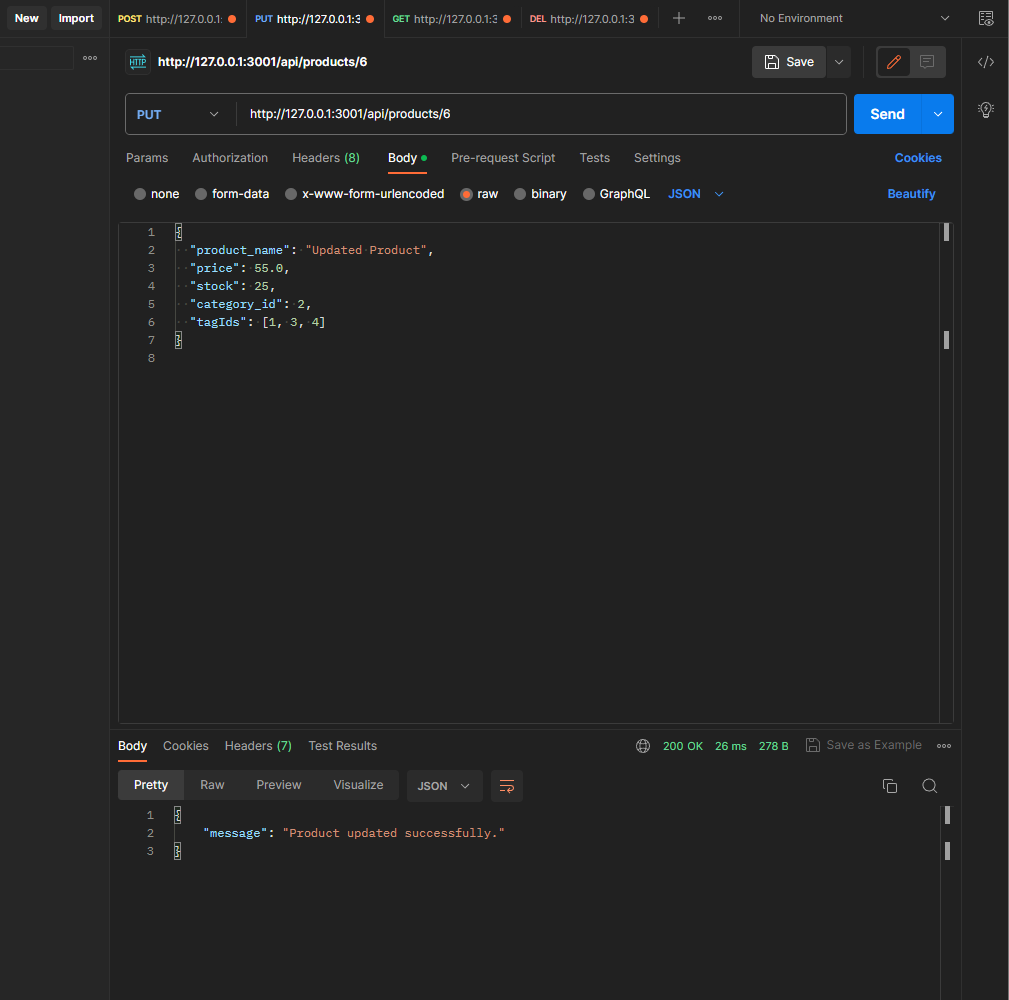 New Import POST http://127.0.0.1: PUT http://127.0.0.1:3 GET http://127.0.0.1:3 DEL http://127.0.0.1:3 No Environment
HTTP http://127.0.0.1:3001/api/products/6 Save
PUT http://127.0.0.1:3001/api/products/6 Send
Params Authorization Headers (8) Body Pre-request Script Tests Settings Cookies
none form-data x-www-form-urlencoded raw binary GraphQL JSON Beautify
1 {
2 "product_name": "Updated Product",
3 "price": 55.0,
4 "stock": 25,
5 "category_id": 2,
6 "tagIds": [1, 3, 4]
7 }
8
Body Cookies Headers (7) Test Results 200 OK 26 ms 278 B Save as Example
Pretty Raw Preview Visualize JSON
1 {
2 "message": "Product updated successfully."
3 }